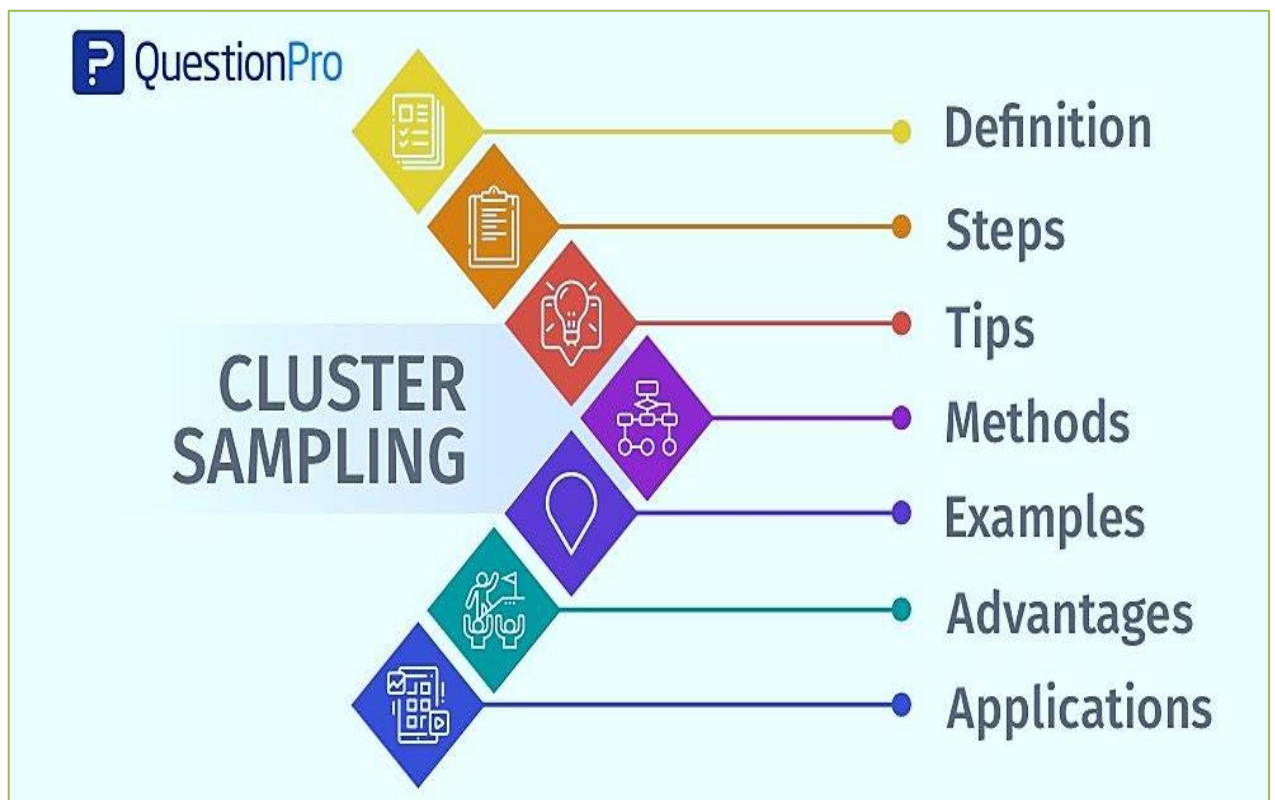 QuestionPro
Definition
Steps
Tips
CLUSTER
SAMPLING
Methods
Examples
Advantages
Applications